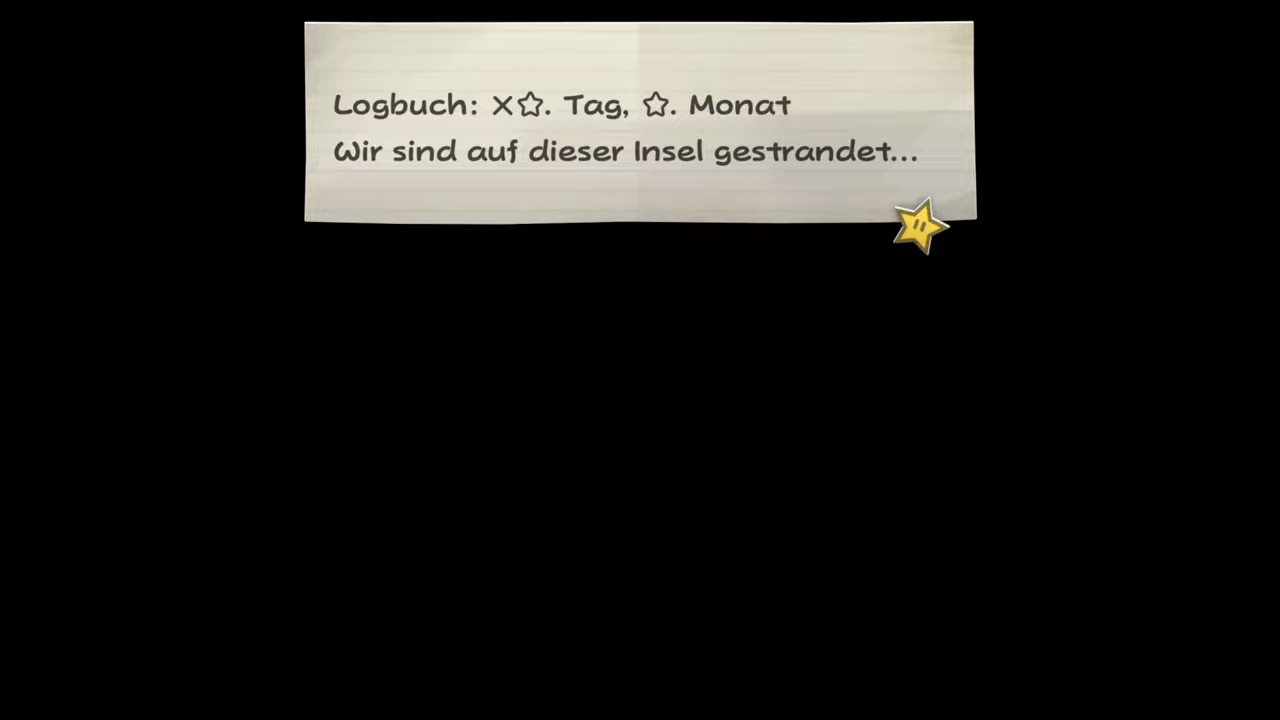 Logbuch: X☆. Tag, ☆. Monat
Wir sind auf dieser Insel gestrandet...